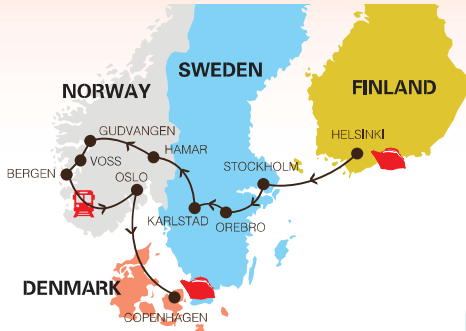 SWEDEN
NORWAY
FINLAND
GUDVANGEN
HELSINKI
HAMAR
VOSS
STOCKHOLM
BERGEN
OSLO
KARLSTAD
OREBRO
DENMARK
COPENHAGEN